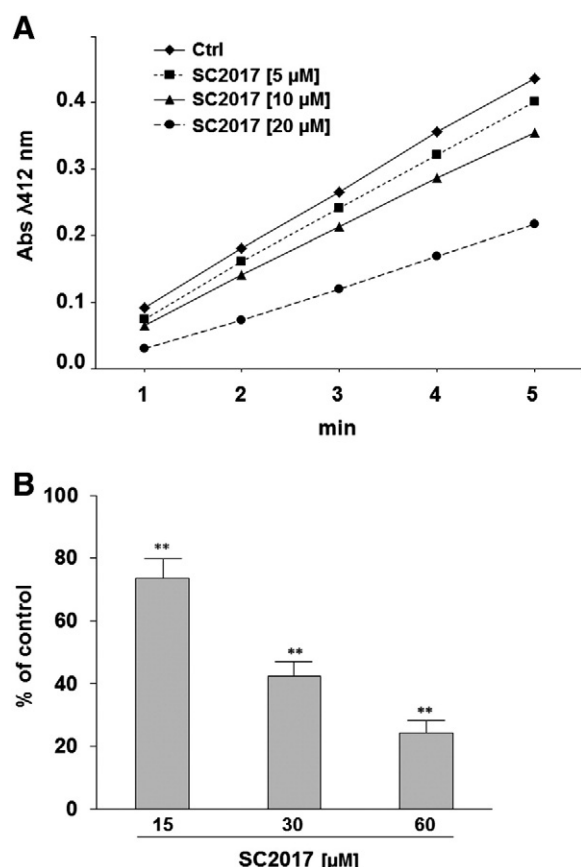 A
Ctrl
SC2017 [5 µM]
SC2017 [10 µM]
SC2017 [20 µM]
0.4
0.3
0.2
0.1
0.0
Abs λ412 nm
1 2 3 4 5
min
B
100
80
60
40
20
0
% of control
**
**
**
15 30 60
SC2017 [µM]